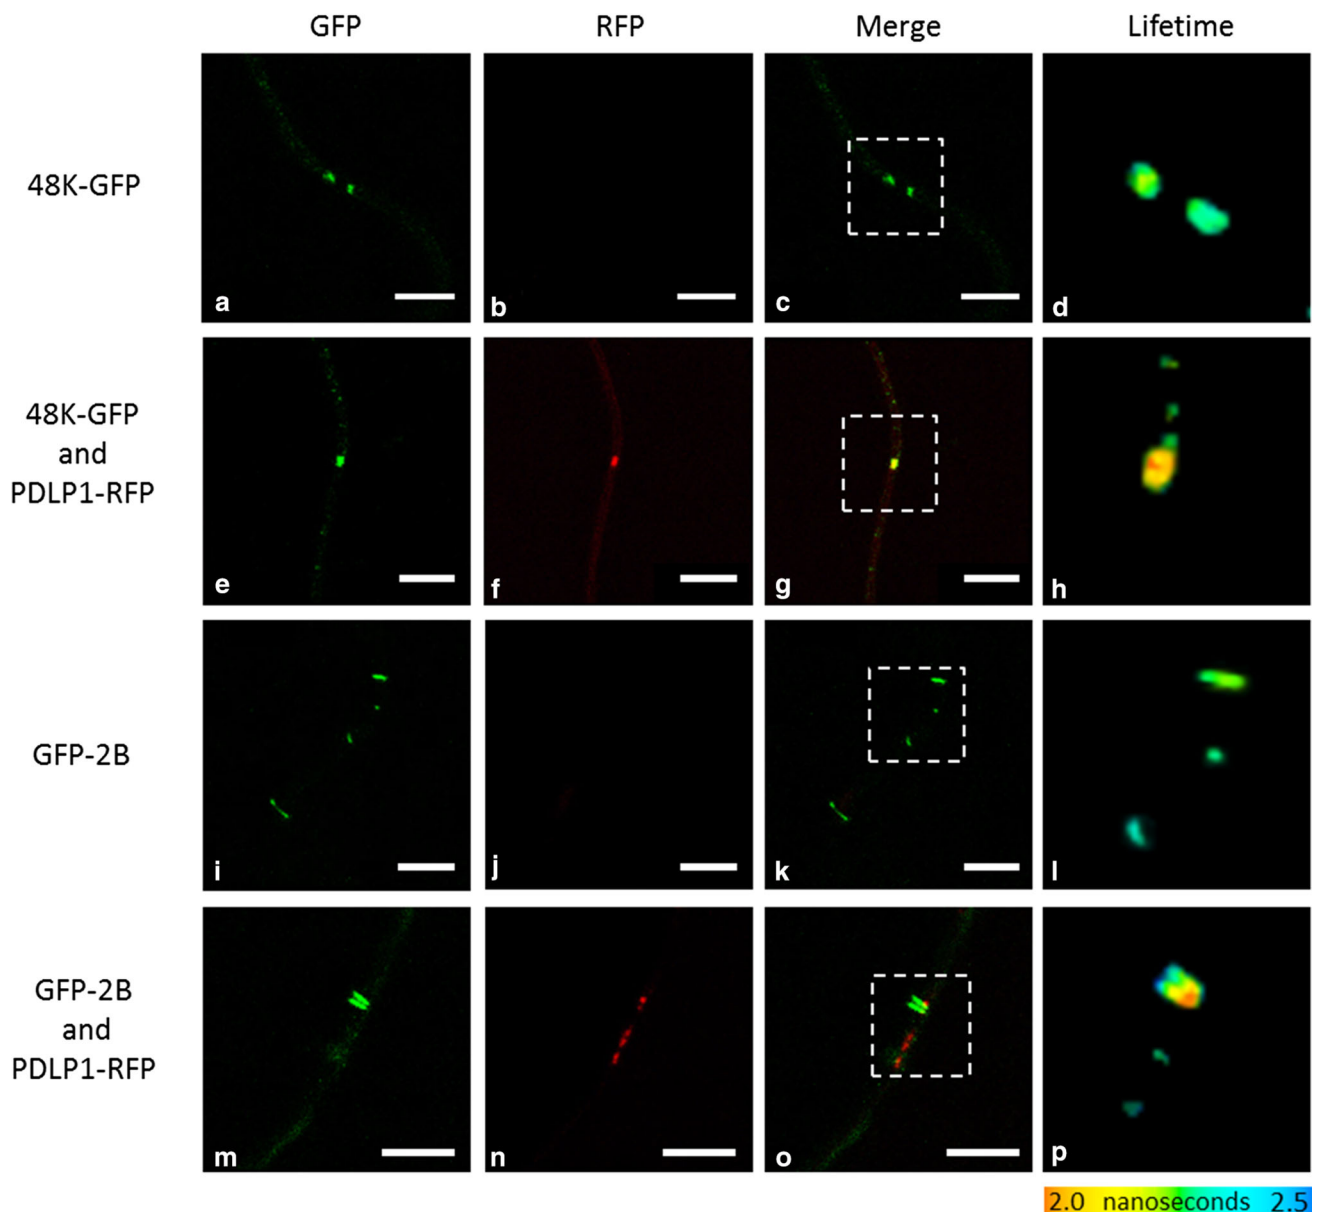 GFP RFP Merge Lifetime
48K-GFP
a b c d
48K-GFP
and
PDLP1-RFP
e f g h
GFP-2B
i j k l
GFP-2B
and
PDLP1-RFP
m n o p
2.0 nanoseconds 2.5